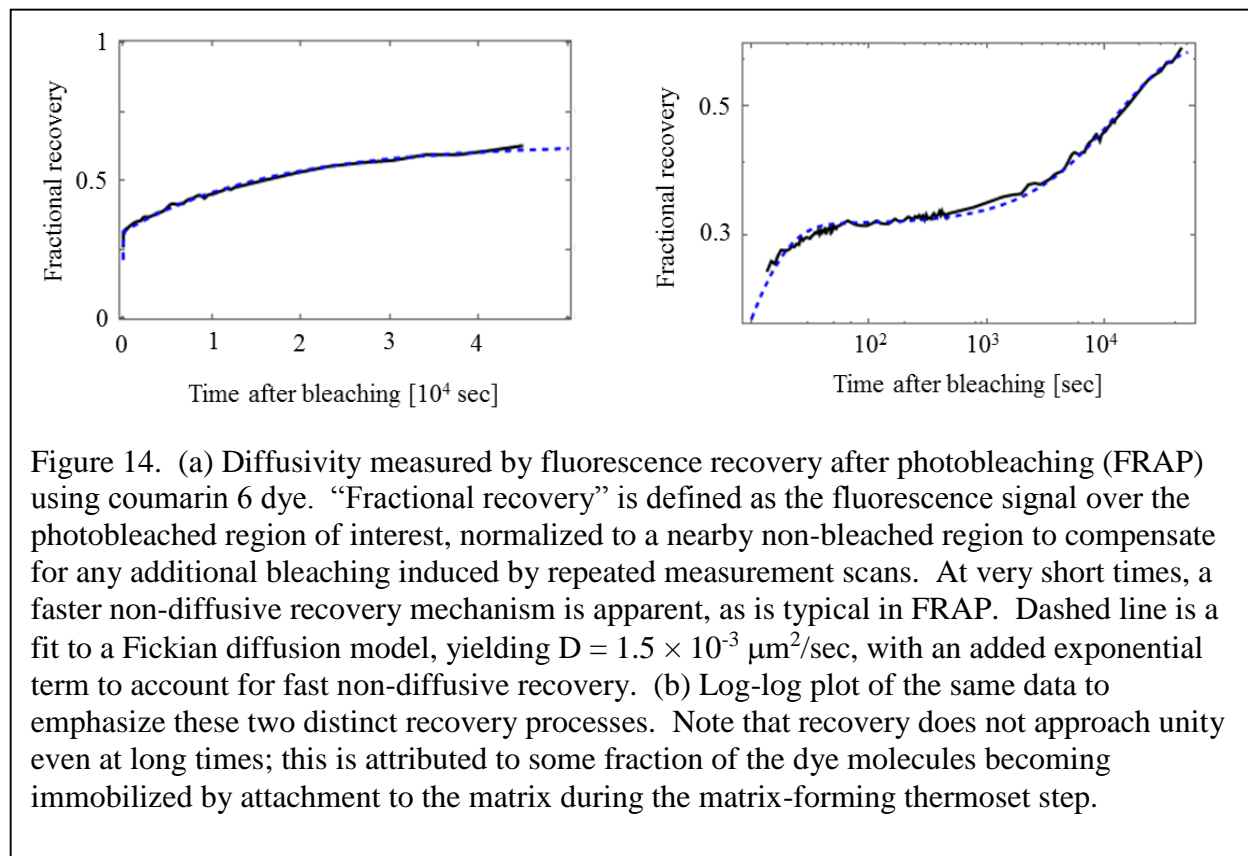 1
0.5
0
Fractional recovery
0 1 2 3 4
Time after bleaching [10⁴ sec]
0.5
0.3
Fractional recovery
10² 10³ 10⁴
Time after bleaching [sec]
Figure 14. (a) Diffusivity measured by fluorescence recovery after photobleaching (FRAP)
using coumarin 6 dye. “Fractional recovery” is defined as the fluorescence signal over the
photobleached region of interest, normalized to a nearby non-bleached region to compensate
for any additional bleaching induced by repeated measurement scans. At very short times, a
faster non-diffusive recovery mechanism is apparent, as is typical in FRAP. Dashed line is a
fit to a Fickian diffusion model, yielding D = 1.5 × 10⁻³ μm²/sec, with an added exponential
term to account for fast non-diffusive recovery. (b) Log-log plot of the same data to
emphasize these two distinct recovery processes. Note that recovery does not approach unity
even at long times; this is attributed to some fraction of the dye molecules becoming
immobilized by attachment to the matrix during the matrix-forming thermoset step.